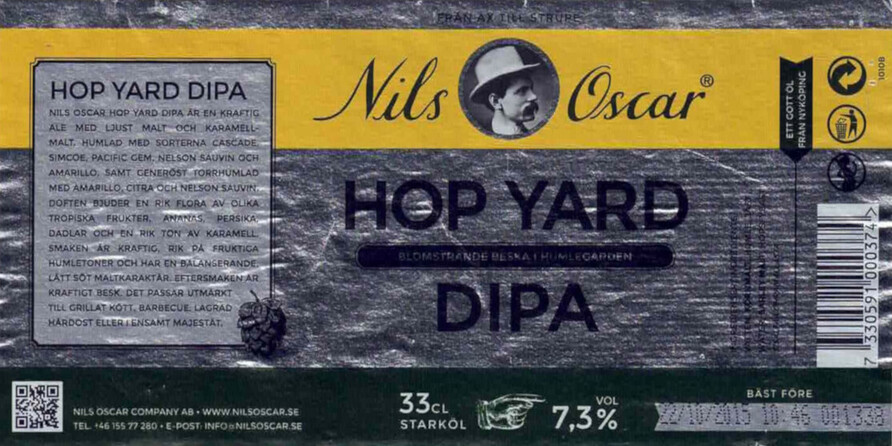 FRÅN AX TILL STRUPE
HOP YARD DIPA
NILS OSCAR HOP YARD DIPA ÄR EN KRAFTIG
ALE MED LJUST MALT OCH KARAMELL-
MALT. HUMLAD MED SORTERNA CASCADE,
SIMCOE, PACIFIC GEM, NELSON SAUVIN OCH
AMARILLO. SAMT GENERÖST TORRHUMLAD
MED AMARILLO, CITRA OCH NELSON SAUVIN.
DOFTEN BJUDER EN RIK FLORA AV OLIKA
TROPISKA FRUKTER, ANANAS, PERSIKA,
DADLAR OCH EN RIK TON AV KARAMELL.
SMAKEN ÄR KRAFTIG, RIK PÅ FRUKTIGA
HUMLETONER OCH HAR EN BALANSERANDE
LÄTT SÖT MALTKARAKTÄR. EFTERSMAKEN ÄR
KRAFTIGT BESK. DET PASSAR UTMÄRKT
TILL GRILLAT KÖTT, BARBECUE, LAGRAD
HÅRDOST ELLER I ENSAMT MAJESTÄT.
Nils Oscar®
HOP YARD
BLOMSTRANDE BESKA I HUMLEGÅRDEN
DIPA
ETT GOTT ÖL
FRÅN NYKÖPING
10108
7 330591 000374 >
NILS OSCAR COMPANY AB • WWW.NILSOSCAR.SE
TEL. +46 155 77 280 • E-POST: INFO@NILSOSCAR.SE
33CL
STARKÖL
7,3% VOL
BÄST FÖRE
22/10/2015 10:46 001338